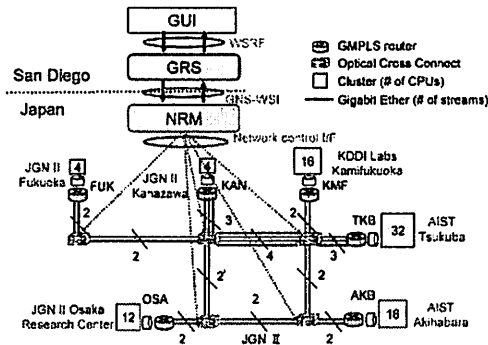 GUI
WSRF
GRS
San Diego
GNS-WSI
Japan
NRM
Network control I/F
GMPLS router
Optical Cross Connect
Cluster (# of CPUs)
Gigabit Ether (# of streams)
JGN II
Fukuoka
4
FUK
JGN II
Kanazawa
4
KAN
16
KMF
KDDI Labs
Kamifukuoka
2
3
2
TKB
32
AIST
Tsukuba
2
4
3
2'
2
JGN II Osaka
Research Center
12
OSA
2
2
JGN II
2
AKB
16
AIST
Akihabara